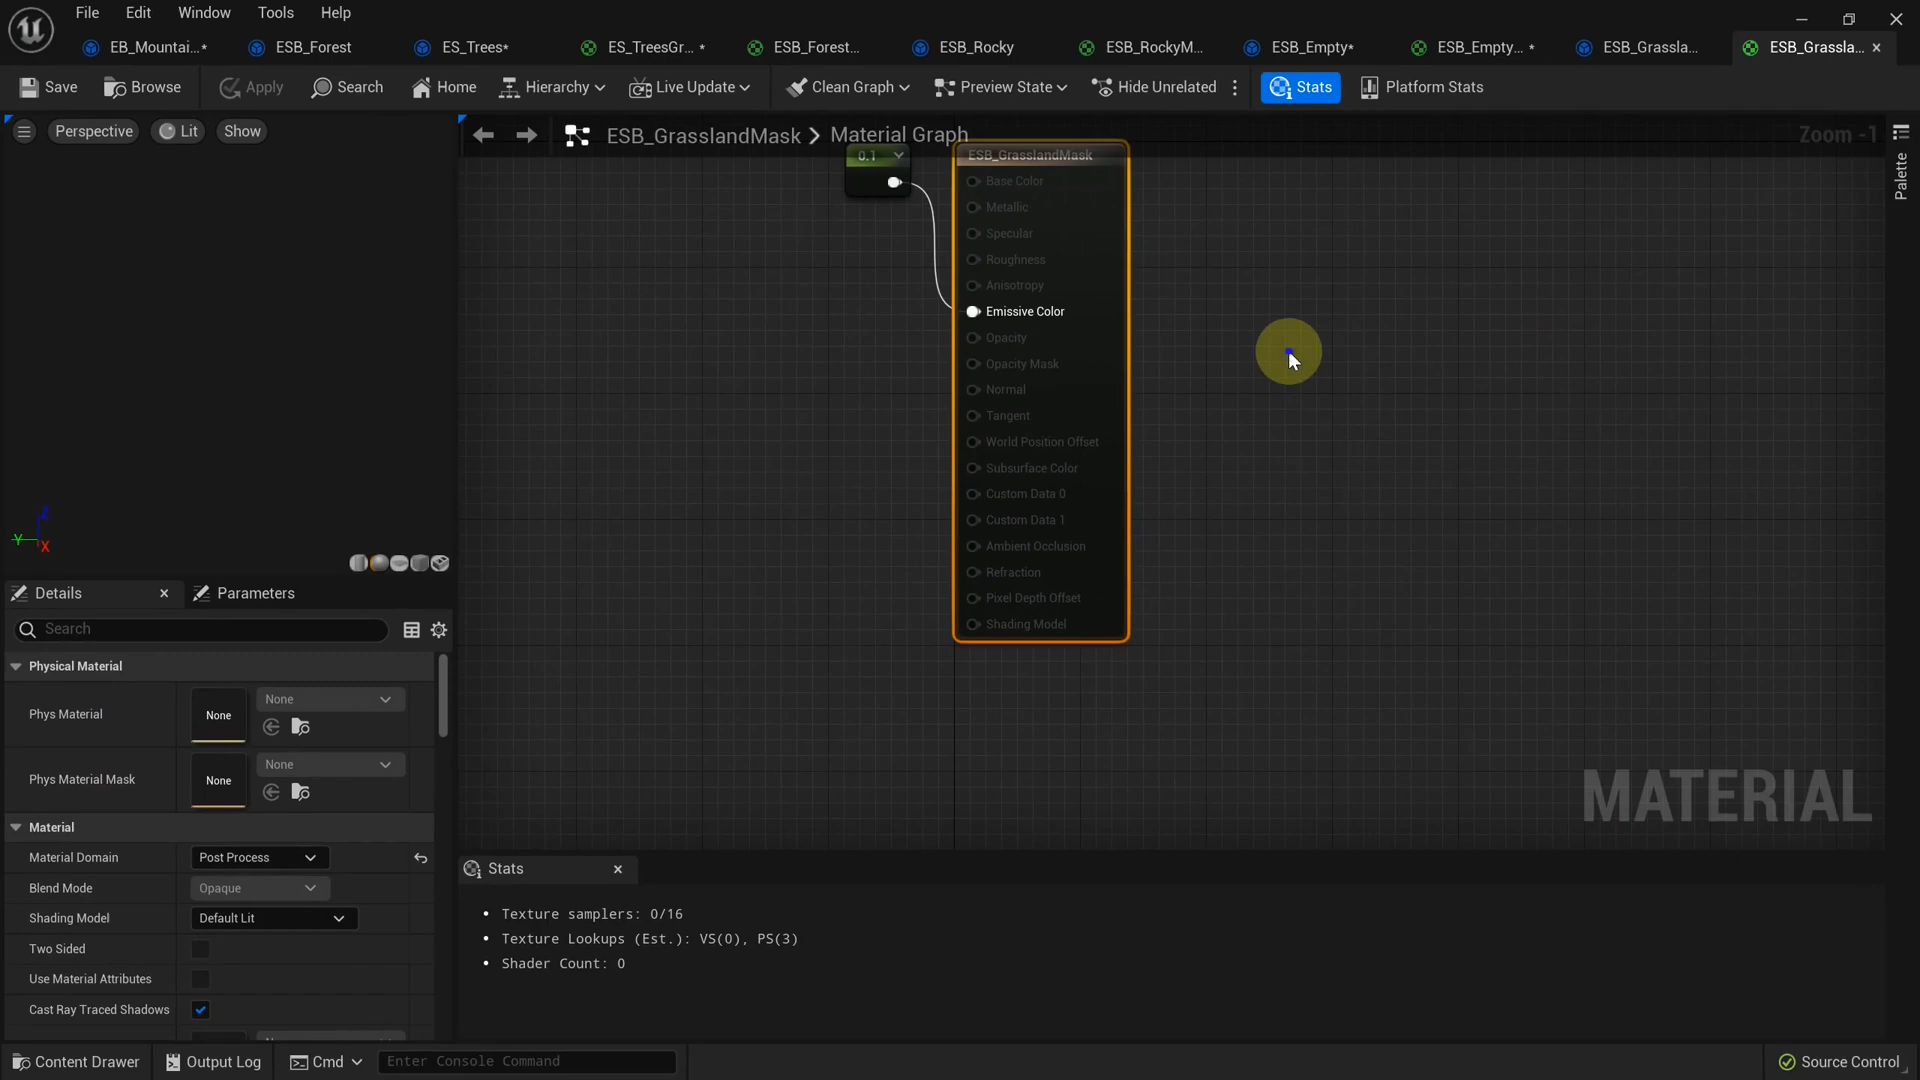 File Edit Window Tools Help
EB_Mountai...* ESB_Forest ES_Trees* ES_TreesGr... * ESB_Forest... ESB_Rocky ESB_RockyM... ESB_Empty* ESB_Empty... * ESB_Grassla... ESB_Grassla...
Save Browse Apply Search Home Hierarchy Live Update Clean Graph Preview State Hide Unrelated Stats Platform Stats
Perspective Lit Show
ESB_GrasslandMask > Material Graph
Zoom -1
Palette
0.1
ESB_GrasslandMask
Base Color
Metallic
Specular
Roughness
Anisotropy
Emissive Color
Opacity
Opacity Mask
Normal
Tangent
World Position Offset
Subsurface Color
Custom Data 0
Custom Data 1
Ambient Occlusion
Refraction
Pixel Depth Offset
Shading Model
MATERIAL
Z
Y
X
Details Parameters
Search
Physical Material
Phys Material None None
Phys Material Mask None None
Material
Material Domain Post Process
Blend Mode Opaque
Shading Model Default Lit
Two Sided
Use Material Attributes
Cast Ray Traced Shadows
Stats
• Texture samplers: 0/16
• Texture Lookups (Est.): VS(0), PS(3)
• Shader Count: 0
Content Drawer Output Log Cmd Enter Console Command Source Control